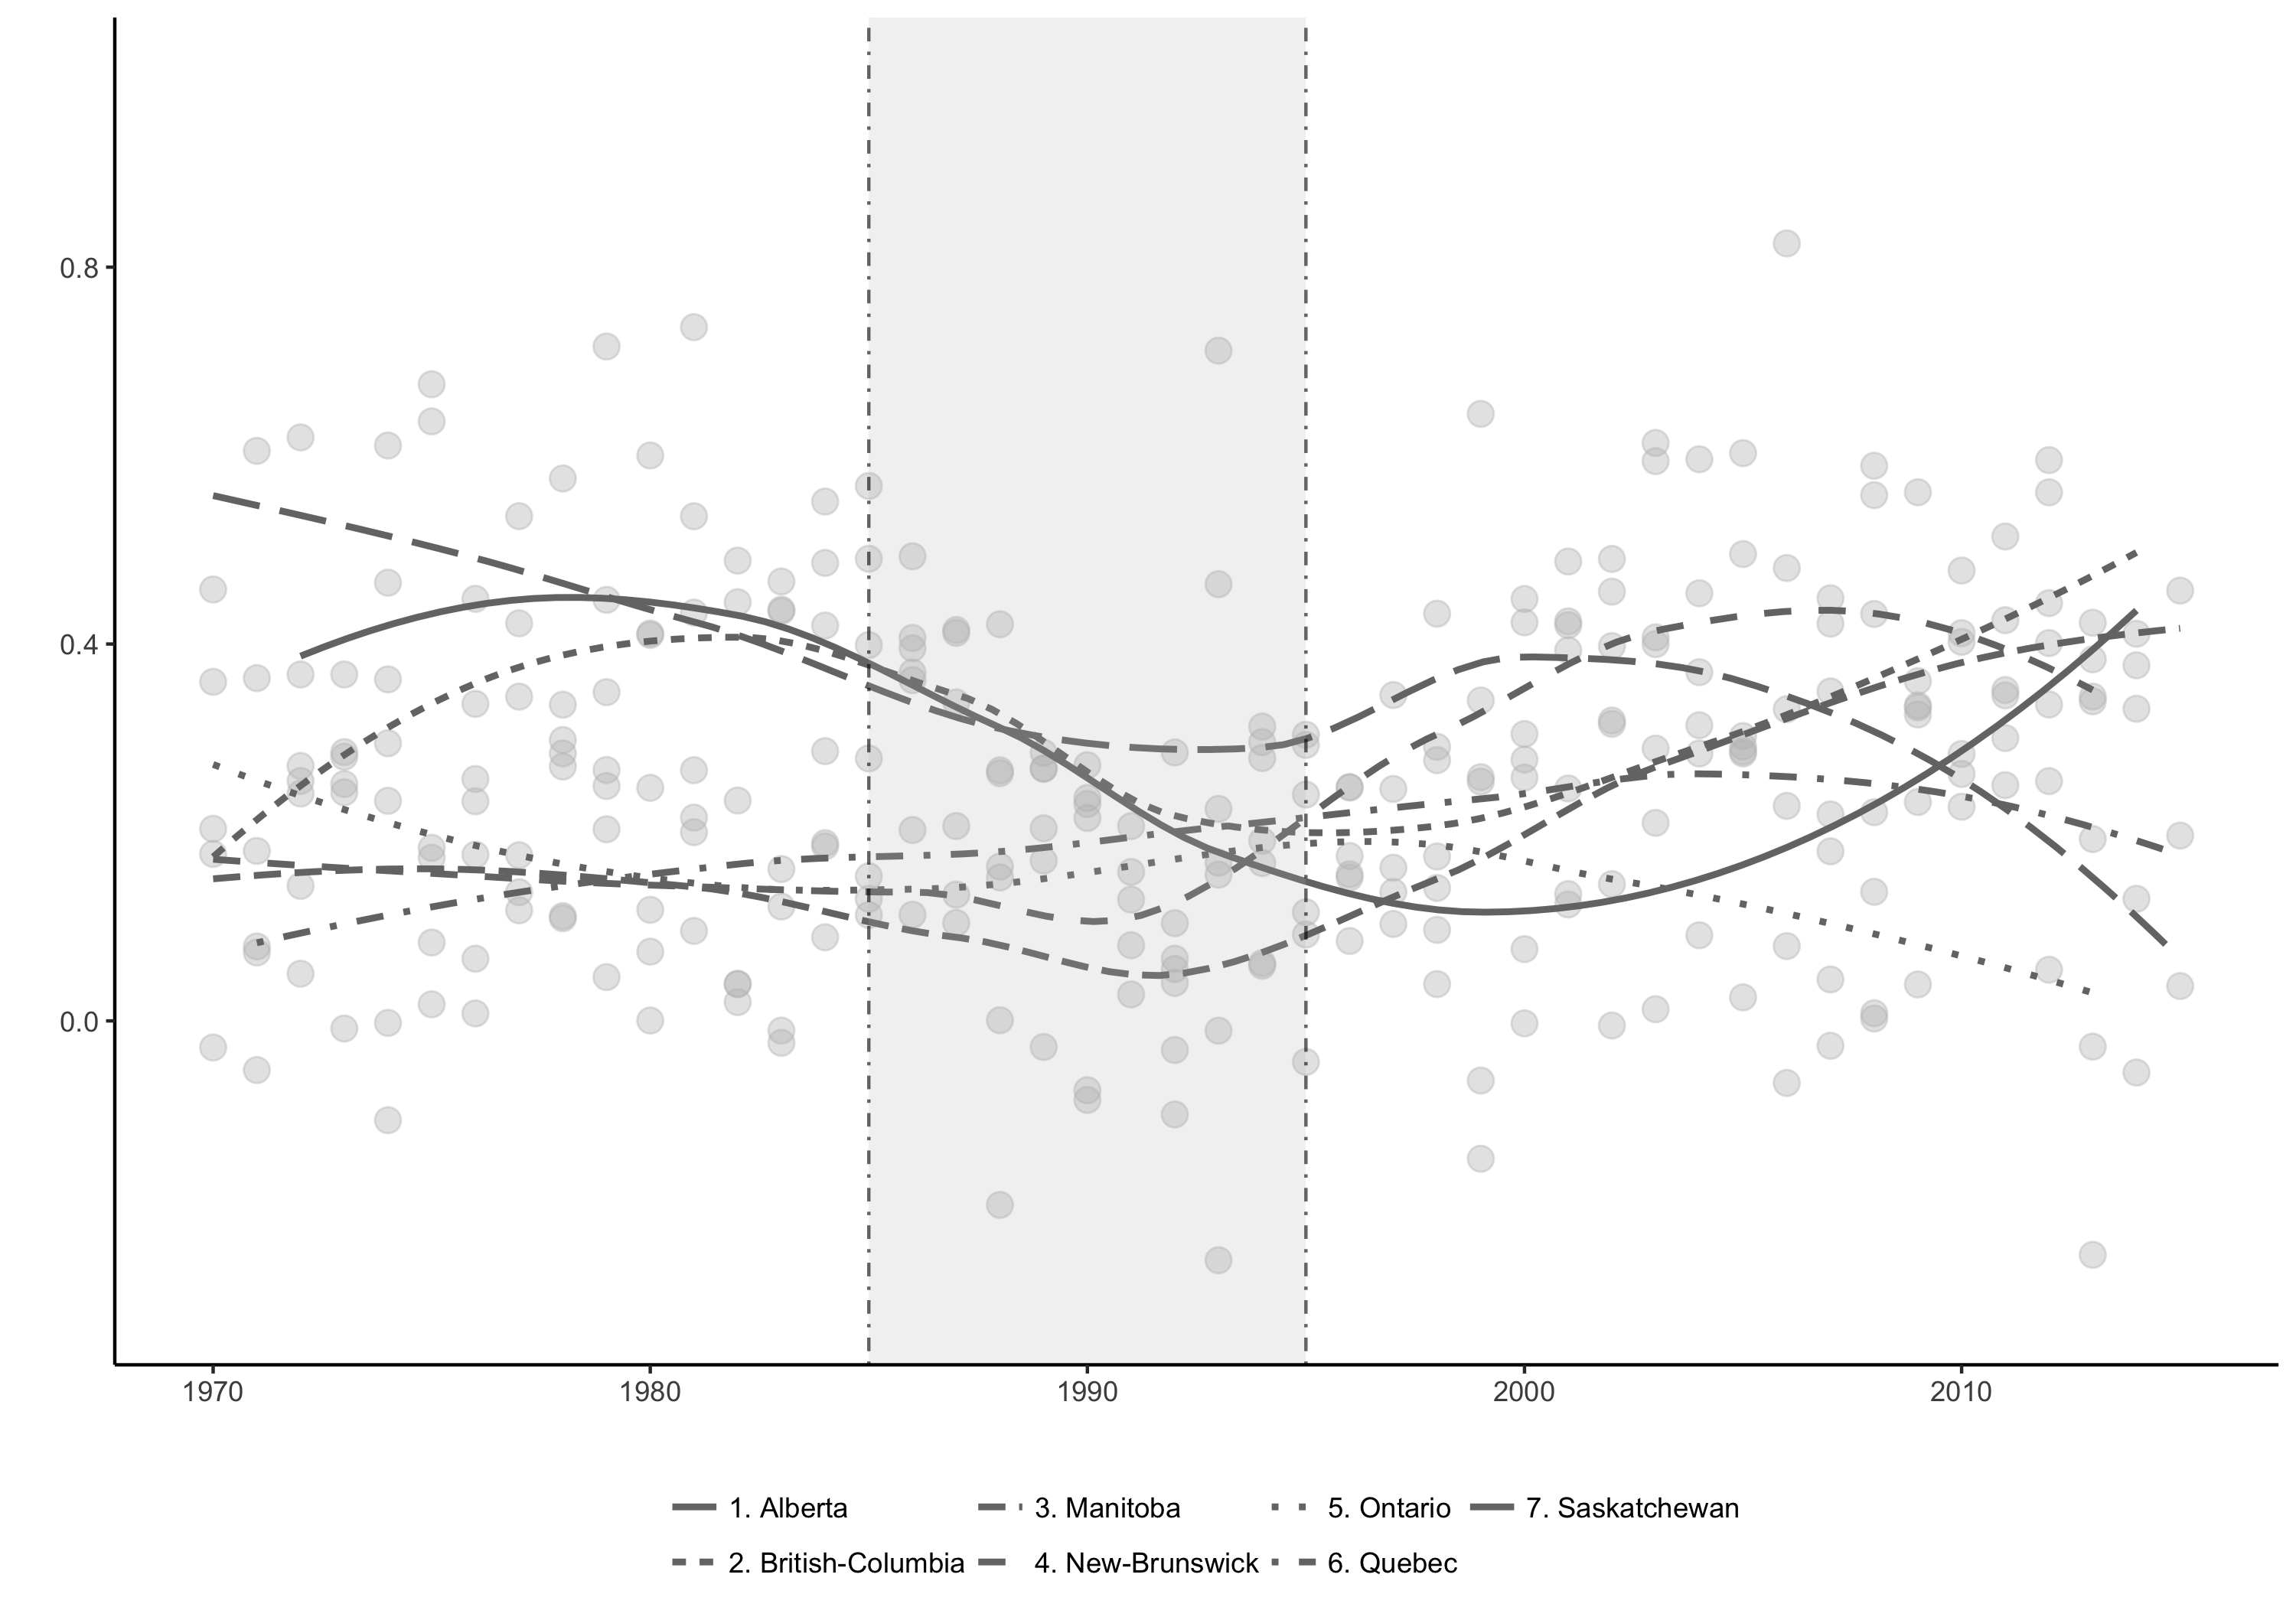 0.8
0.4
0.0
1970 1980 1990 2000 2010
1. Alberta 3. Manitoba 5. Ontario 7. Saskatchewan
2. British-Columbia 4. New-Brunswick 6. Quebec